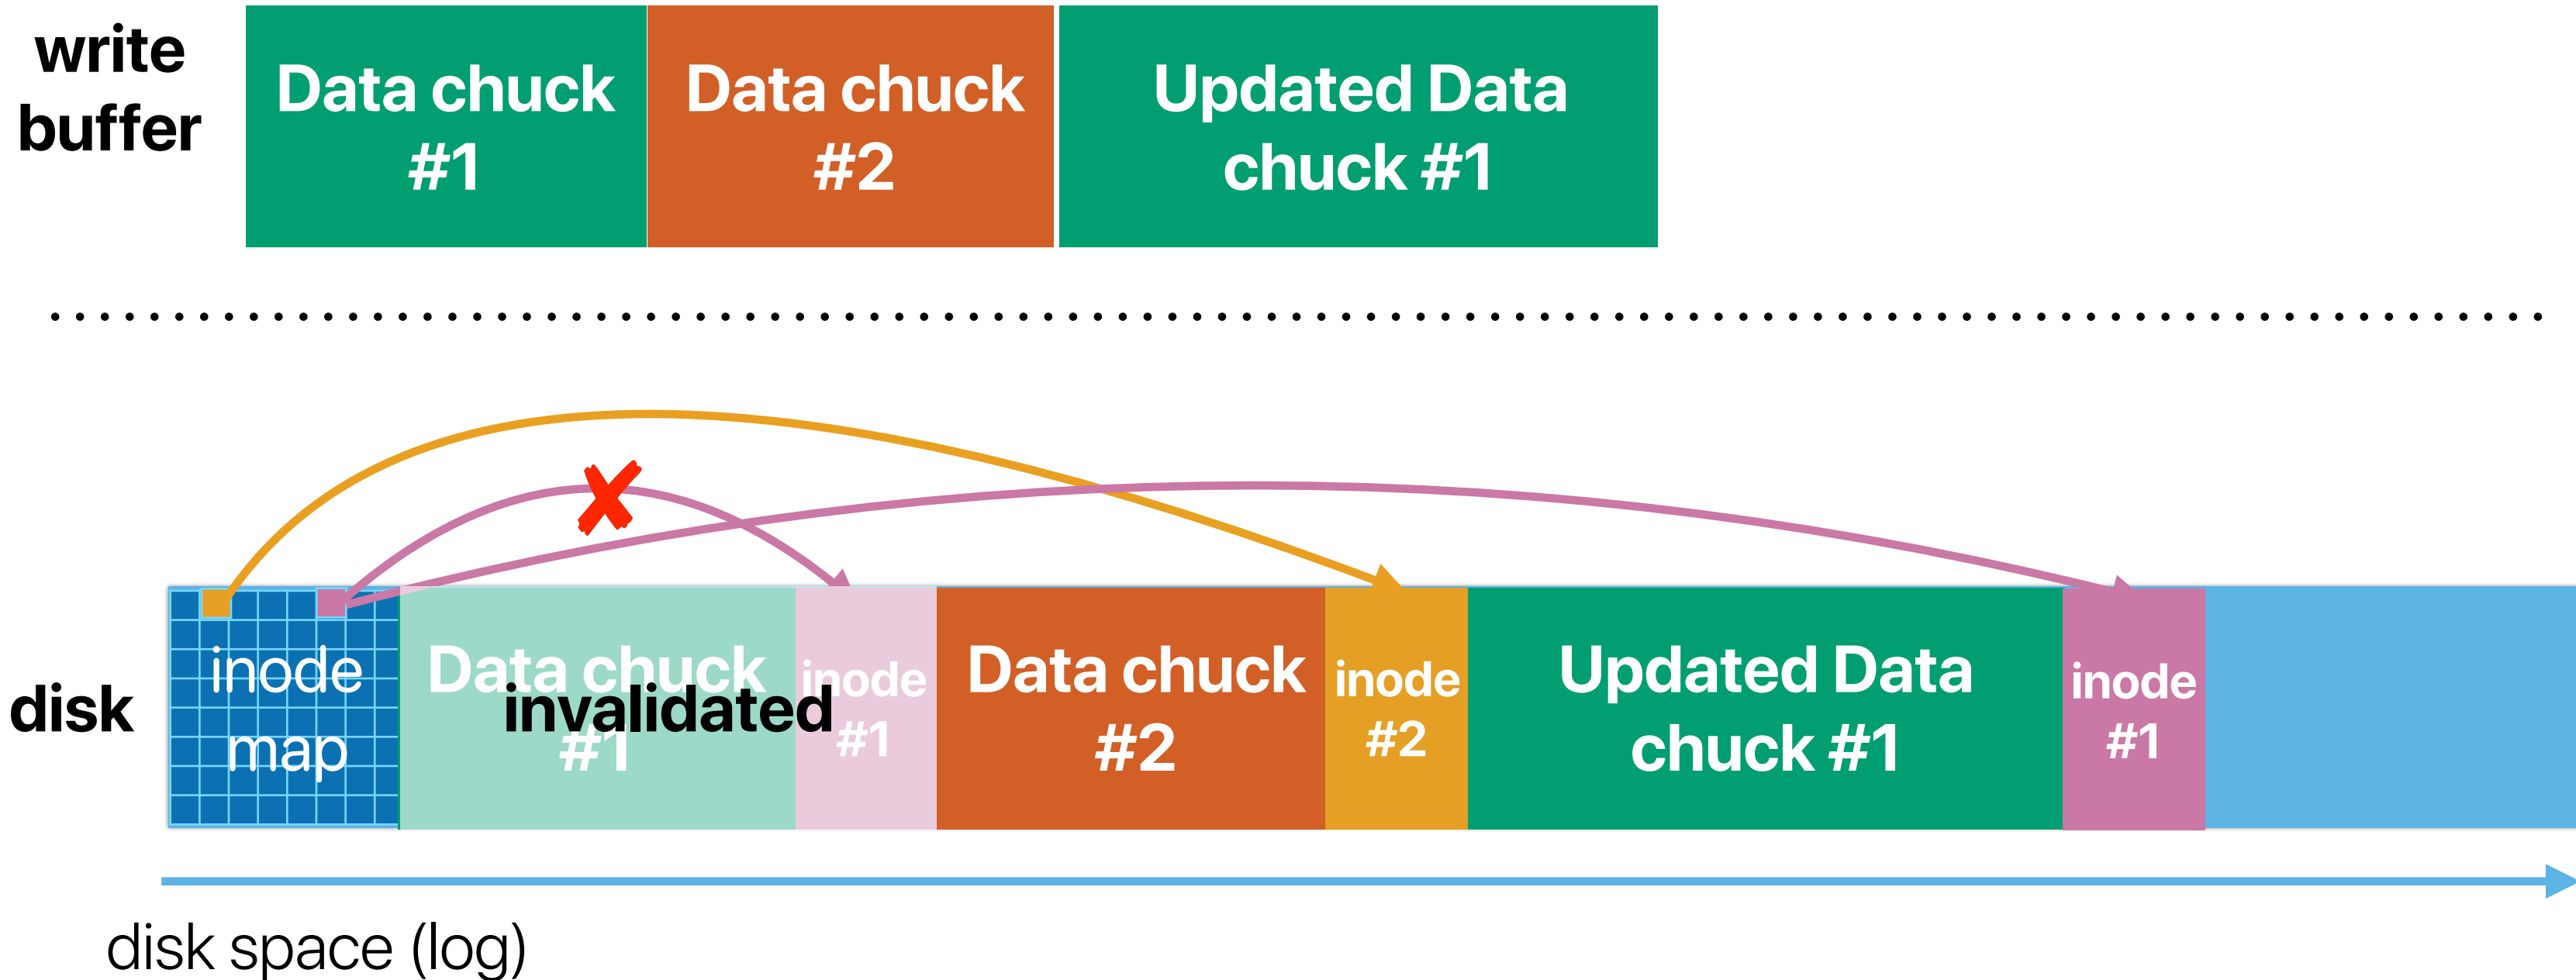 write
buffer
Data chuck
#1
Data chuck
#2
Updated Data
chuck #1
disk
inode
map
Data chuck
#1
invalidated
inode
#1
Data chuck
#2
inode
#2
Updated Data
chuck #1
inode
#1
disk space (log)